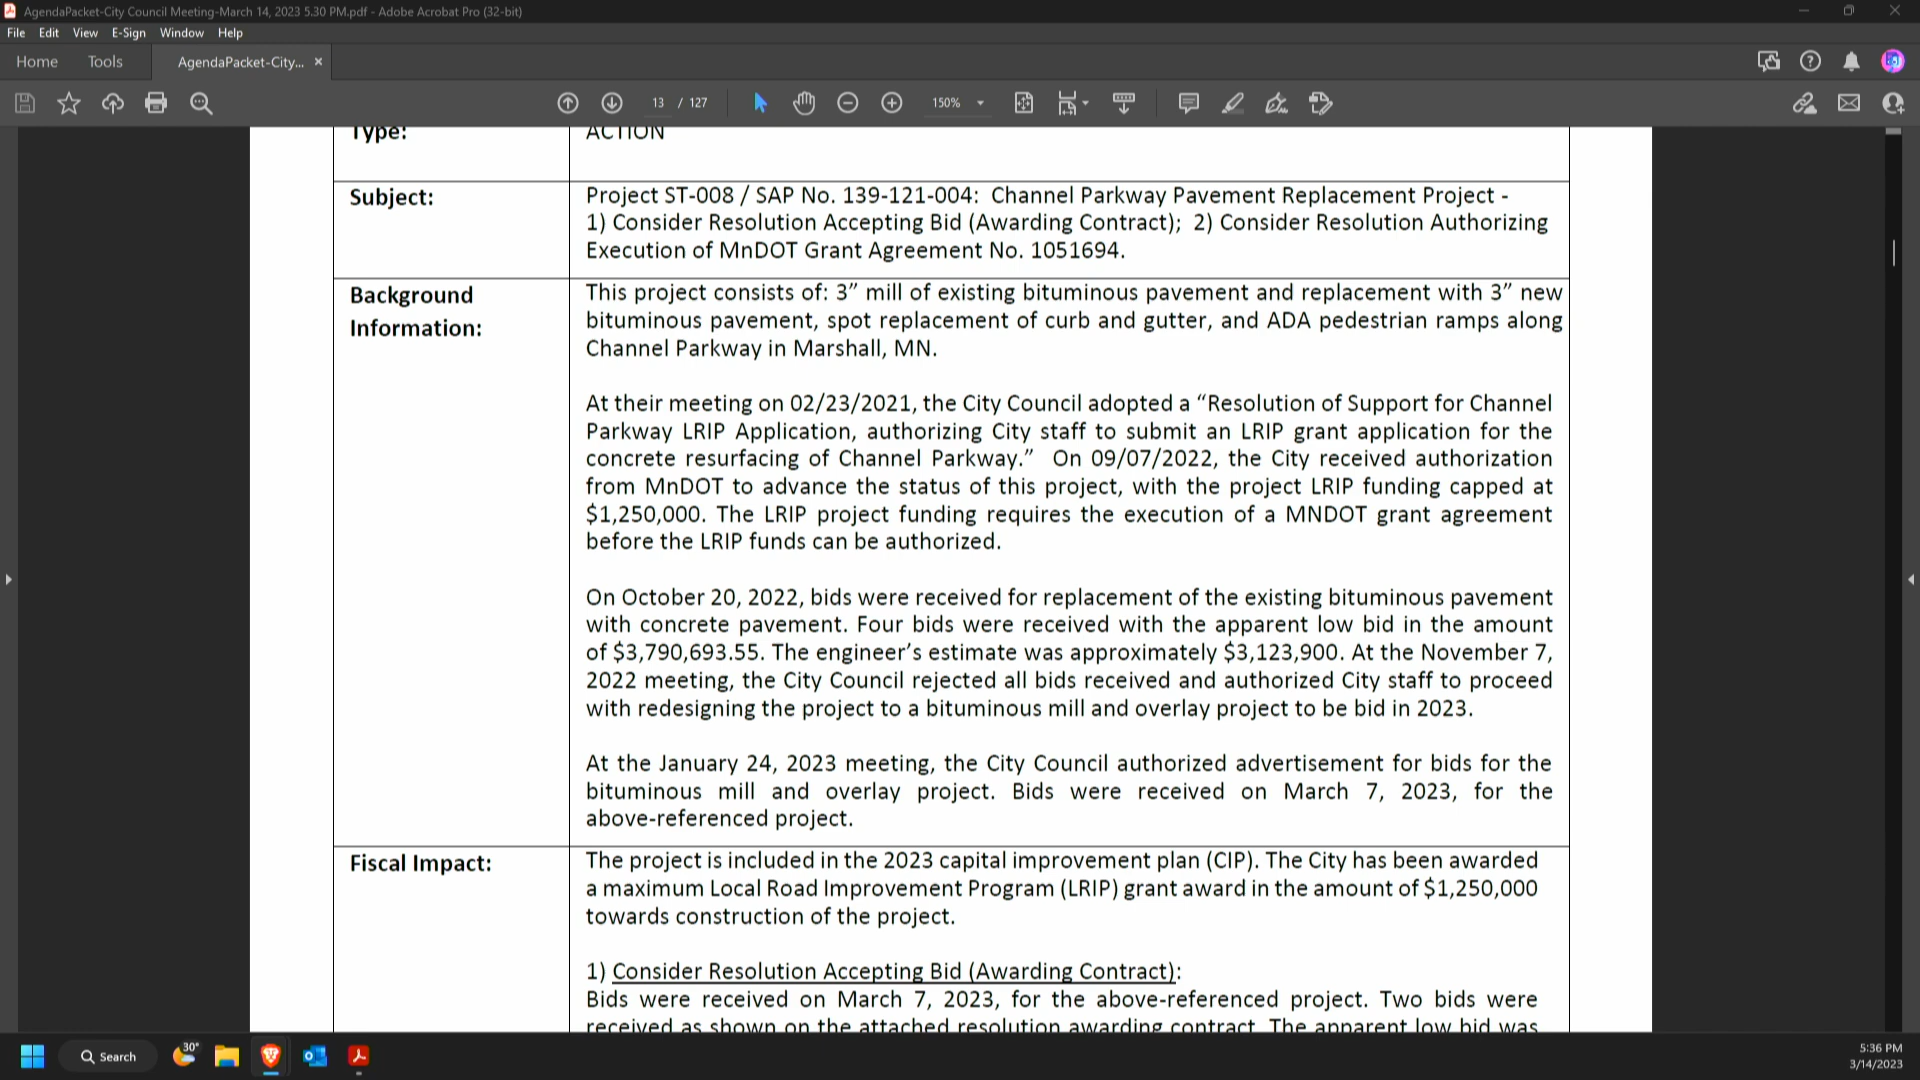 AgendaPacket-City Council Meeting-March 14, 2023 5.30 PM.pdf - Adobe Acrobat Pro (32-bit)
File Edit View E-Sign Window Help
Home Tools AgendaPacket-City... ×
13 / 127 150%
Type: ACTION
Subject: Project ST-008 / SAP No. 139-121-004: Channel Parkway Pavement Replacement Project -
1) Consider Resolution Accepting Bid (Awarding Contract); 2) Consider Resolution Authorizing
Execution of MnDOT Grant Agreement No. 1051694.
Background
Information:
This project consists of: 3” mill of existing bituminous pavement and replacement with 3” new
bituminous pavement, spot replacement of curb and gutter, and ADA pedestrian ramps along
Channel Parkway in Marshall, MN.
At their meeting on 02/23/2021, the City Council adopted a “Resolution of Support for Channel
Parkway LRIP Application, authorizing City staff to submit an LRIP grant application for the
concrete resurfacing of Channel Parkway.” On 09/07/2022, the City received authorization
from MnDOT to advance the status of this project, with the project LRIP funding capped at
$1,250,000. The LRIP project funding requires the execution of a MNDOT grant agreement
before the LRIP funds can be authorized.
On October 20, 2022, bids were received for replacement of the existing bituminous pavement
with concrete pavement. Four bids were received with the apparent low bid in the amount
of $3,790,693.55. The engineer’s estimate was approximately $3,123,900. At the November 7,
2022 meeting, the City Council rejected all bids received and authorized City staff to proceed
with redesigning the project to a bituminous mill and overlay project to be bid in 2023.
At the January 24, 2023 meeting, the City Council authorized advertisement for bids for the
bituminous mill and overlay project. Bids were received on March 7, 2023, for the
above-referenced project.
Fiscal Impact: The project is included in the 2023 capital improvement plan (CIP). The City has been awarded
a maximum Local Road Improvement Program (LRIP) grant award in the amount of $1,250,000
towards construction of the project.
1) Consider Resolution Accepting Bid (Awarding Contract):
Bids were received on March 7, 2023, for the above-referenced project. Two bids were
received as shown on the attached resolution awarding contract. The apparent low bid was
30°
Search
5:36 PM
3/14/2023